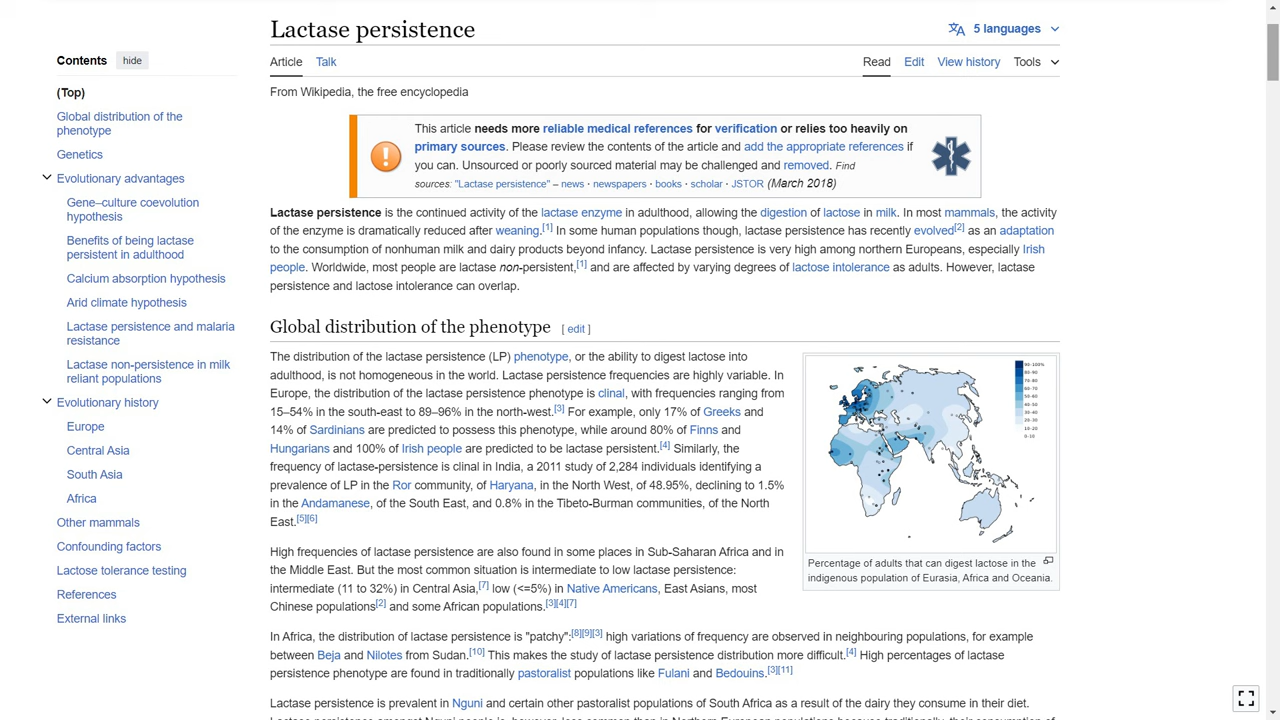 Lactase persistence
5 languages
Contents hide
(Top)
Global distribution of the
phenotype
Genetics
Evolutionary advantages
Gene–culture coevolution
hypothesis
Benefits of being lactase
persistent in adulthood
Calcium absorption hypothesis
Arid climate hypothesis
Lactase persistence and malaria
resistance
Lactase non-persistence in milk
reliant populations
Evolutionary history
Europe
Central Asia
South Asia
Africa
Other mammals
Confounding factors
Lactose tolerance testing
References
External links
Article Talk Read Edit View history Tools
From Wikipedia, the free encyclopedia
This article needs more reliable medical references for verification or relies too heavily on
primary sources. Please review the contents of the article and add the appropriate references if
you can. Unsourced or poorly sourced material may be challenged and removed. Find
sources: "Lactase persistence" – news · newspapers · books · scholar · JSTOR (March 2018)
Lactase persistence is the continued activity of the lactase enzyme in adulthood, allowing the digestion of lactose in milk. In most mammals, the activity
of the enzyme is dramatically reduced after weaning.[1] In some human populations though, lactase persistence has recently evolved[2] as an adaptation
to the consumption of nonhuman milk and dairy products beyond infancy. Lactase persistence is very high among northern Europeans, especially Irish
people. Worldwide, most people are lactase non-persistent,[1] and are affected by varying degrees of lactose intolerance as adults. However, lactase
persistence and lactose intolerance can overlap.
Global distribution of the phenotype [ edit ]
The distribution of the lactase persistence (LP) phenotype, or the ability to digest lactose into
adulthood, is not homogeneous in the world. Lactase persistence frequencies are highly variable. In
Europe, the distribution of the lactase persistence phenotype is clinal, with frequencies ranging from
15–54% in the south-east to 89–96% in the north-west.[3] For example, only 17% of Greeks and
14% of Sardinians are predicted to possess this phenotype, while around 80% of Finns and
Hungarians and 100% of Irish people are predicted to be lactase persistent.[4] Similarly, the
frequency of lactase-persistence is clinal in India, a 2011 study of 2,284 individuals identifying a
prevalence of LP in the Ror community, of Haryana, in the North West, of 48.95%, declining to 1.5%
in the Andamanese, of the South East, and 0.8% in the Tibeto-Burman communities, of the North
East.[5][6]
90-100%
80-90
70-80
60-70
50-60
40-50
30-40
20-30
10-20
0-10
Percentage of adults that can digest lactose in the
indigenous population of Eurasia, Africa and Oceania.
High frequencies of lactase persistence are also found in some places in Sub-Saharan Africa and in
the Middle East. But the most common situation is intermediate to low lactase persistence:
intermediate (11 to 32%) in Central Asia,[7] low (<=5%) in Native Americans, East Asians, most
Chinese populations[2] and some African populations.[3][4][7]
In Africa, the distribution of lactase persistence is "patchy":[8][9][3] high variations of frequency are observed in neighbouring populations, for example
between Beja and Nilotes from Sudan.[10] This makes the study of lactase persistence distribution more difficult.[4] High percentages of lactase
persistence phenotype are found in traditionally pastoralist populations like Fulani and Bedouins.[3][11]
Lactase persistence is prevalent in Nguni and certain other pastoralist populations of South Africa as a result of the dairy they consume in their diet.